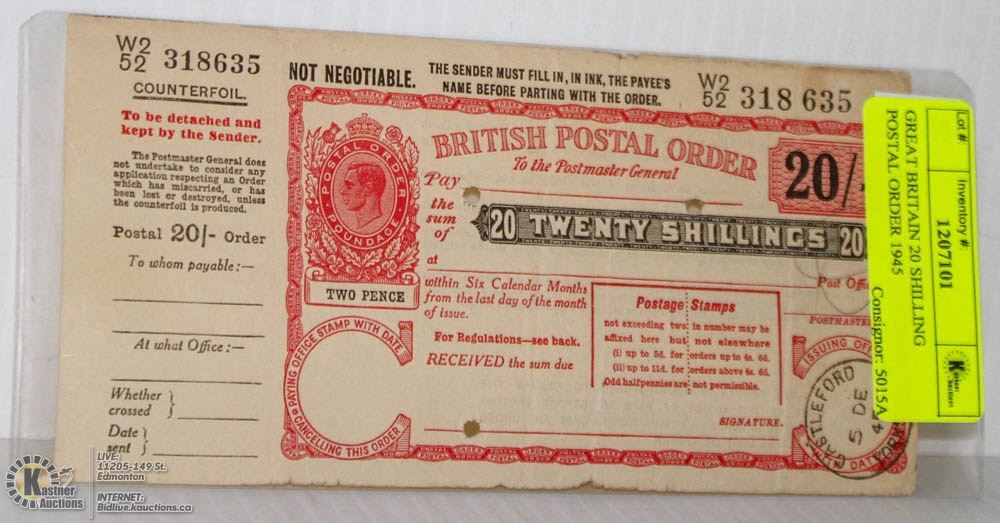 W2
52 318635
COUNTERFOIL.
To be detached and
kept by the Sender.
The Postmaster General does
not undertake to consider any
application respecting an Order
which has miscarried, or has
been lost or destroyed, unless
the counterfoil is produced.
Postal 20/- Order
To whom payable:—
At what Office:—
Whether
crossed
Date
sent
NOT NEGOTIABLE.
THE SENDER MUST FILL IN, IN INK, THE PAYEE'S
NAME BEFORE PARTING WITH THE ORDER.
W2
52 318 635
POSTAL ORDER
POUNDAGE
TWO PENCE
BRITISH POSTAL ORDER
To the Postmaster General
20/-
Pay
the
sum
of
20 TWENTY SHILLINGS 20
at
Post Offi
within Six Calendar Months
from the last day of the month
of issue.
For Regulations—see back.
RECEIVED the sum due
Postage Stamps
not exceeding two in number may be
affixed here but not elsewhere
(i) up to 5d. for orders up to 4s. 6d.
(ii) up to 11d. for orders above 4s. 6d.
Odd halfpennies are not permissible.
SIGNATURE.
POSTMASTE
PAYING OFFICE STAMP WITH DATE
CANCELLING THIS ORDER
ISSUING OF
DAT
CASTLEFORD
5 DE
4
Lot #:
Inventory #:
1207101
GREAT BRITAIN 20 SHILLING
POSTAL ORDER 1945
Consignor: 5015A
Kastner
Auctions
Kastner
Auctions
LIVE:
11205-149 St.
Edmonton
INTERNET:
Bidlive.kauctions.ca